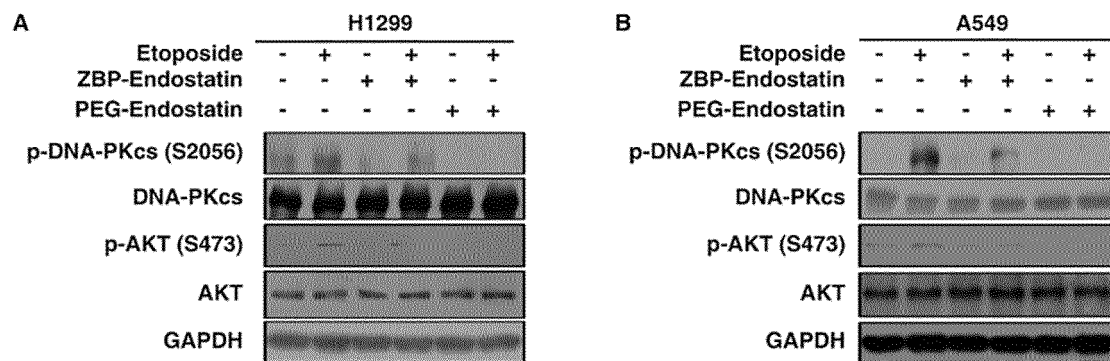 A
H1299
Etoposide - + - + - +
ZBP-Endostatin - - + + - -
PEG-Endostatin - - - - + +
p-DNA-PKcs (S2056)
DNA-PKcs
p-AKT (S473)
AKT
GAPDH
B
A549
Etoposide - + - + - +
ZBP-Endostatin - - + + - -
PEG-Endostatin - - - - + +
p-DNA-PKcs (S2056)
DNA-PKcs
p-AKT (S473)
AKT
GAPDH